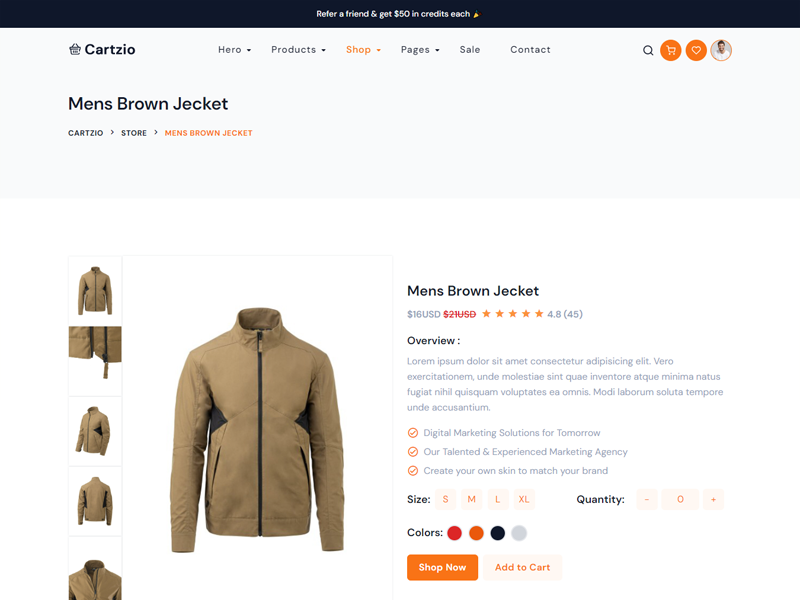 Refer a friend & get $50 in credits each 🎉
Cartzio
Hero Products Shop Pages Sale Contact
Mens Brown Jecket
CARTZIO > STORE > MENS BROWN JECKET
Mens Brown Jecket
$16USD $21USD ★ ★ ★ ★ ★ 4.8 (45)
Overview :
Lorem ipsum dolor sit amet consectetur adipisicing elit. Vero
exercitationem, unde molestiae sint quae inventore atque minima natus
fugiat nihil quisquam voluptates ea omnis. Modi laborum soluta tempore
unde accusantium.
Digital Marketing Solutions for Tomorrow
Our Talented & Experienced Marketing Agency
Create your own skin to match your brand
Size: S M L XL Quantity: - 0 +
Colors:
Shop Now Add to Cart